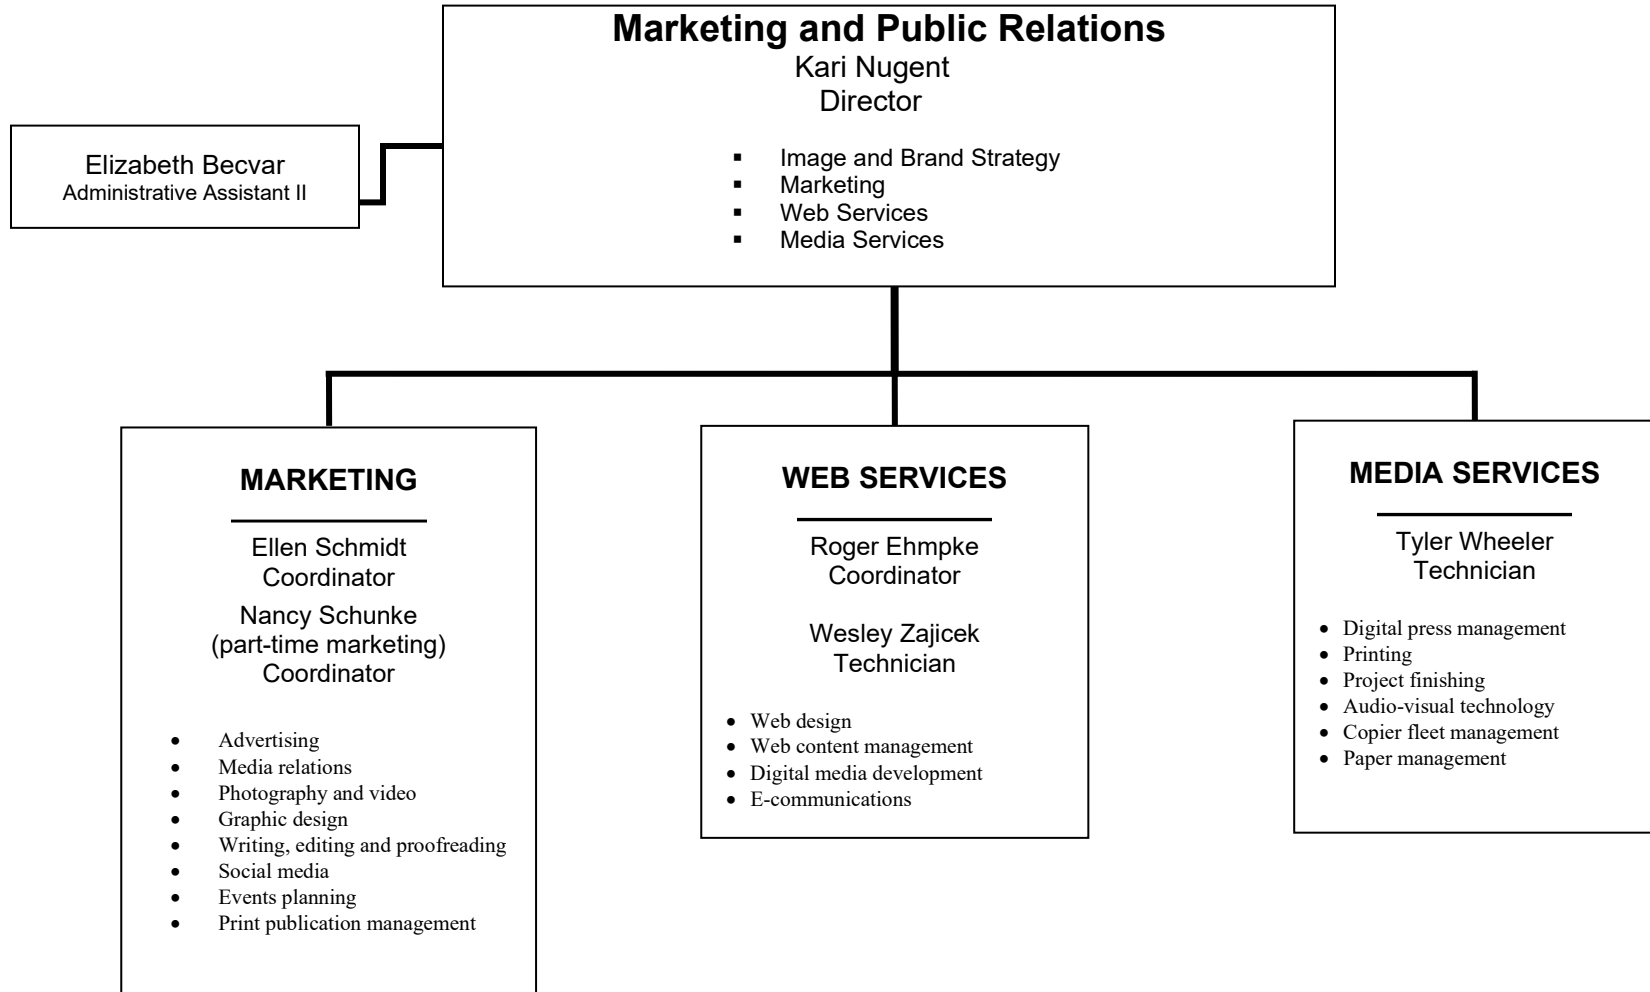 Marketing and Public Relations
Kari Nugent
Director
▪ Image and Brand Strategy
▪ Marketing
▪ Web Services
▪ Media Services
Elizabeth Becvar
Administrative Assistant II
MARKETING
Ellen Schmidt
Coordinator
Nancy Schunke
(part-time marketing)
Coordinator
• Advertising
• Media relations
• Photography and video
• Graphic design
• Writing, editing and proofreading
• Social media
• Events planning
• Print publication management
WEB SERVICES
Roger Ehmpke
Coordinator
Wesley Zajicek
Technician
• Web design
• Web content management
• Digital media development
• E-communications
MEDIA SERVICES
Tyler Wheeler
Technician
• Digital press management
• Printing
• Project finishing
• Audio-visual technology
• Copier fleet management
• Paper management